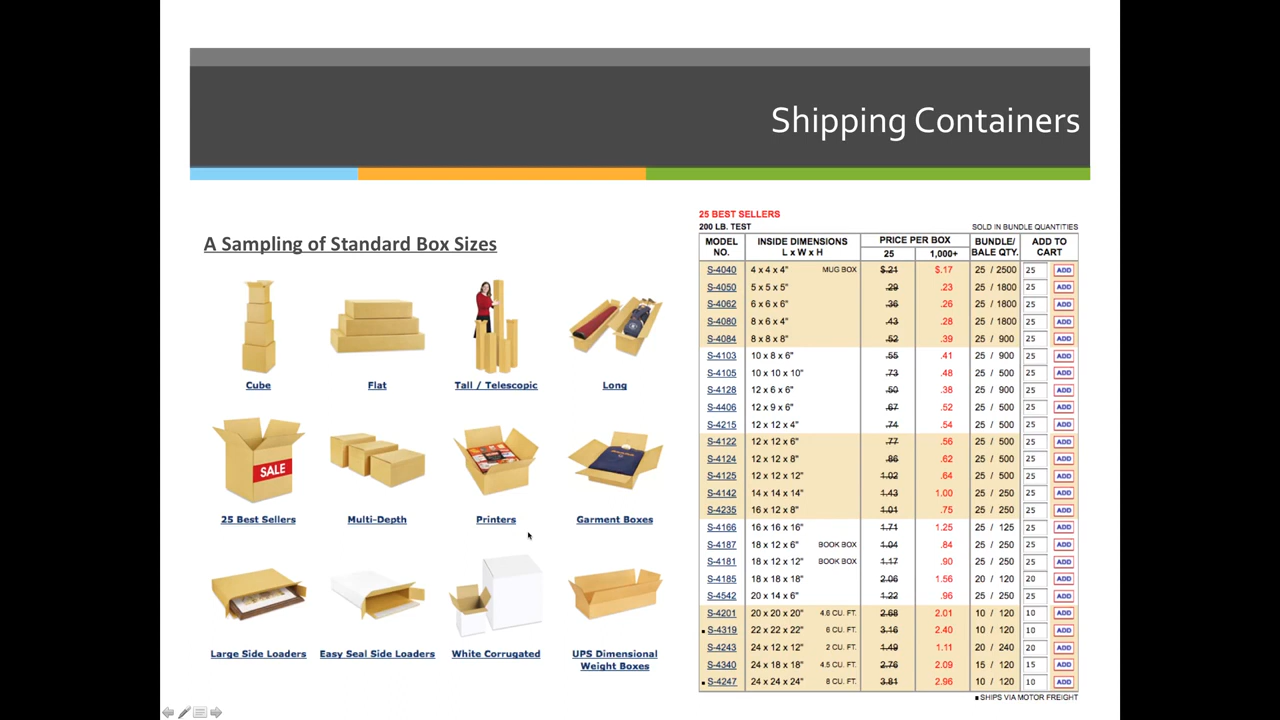 Shipping Containers
A Sampling of Standard Box Sizes
Cube
Flat
Tall / Telescopic
Long
SALE
25 Best Sellers
Multi-Depth
Printers
Garment Boxes
Large Side Loaders
Easy Seal Side Loaders
White Corrugated
UPS Dimensional
Weight Boxes
25 BEST SELLERS
200 LB. TEST SOLD IN BUNDLE QUANTITIES
MODEL NO. INSIDE DIMENSIONS L x W x H PRICE PER BOX 25 1,000+ BUNDLE/ BALE QTY. ADD TO CART
S-4040 4 x 4 x 4" MUG BOX $.21 $.17 25 / 2500 25 ADD
S-4050 5 x 5 x 5" .29 .23 25 / 1800 25 ADD
S-4062 6 x 6 x 6" .36 .26 25 / 1800 25 ADD
S-4080 8 x 6 x 4" .43 .28 25 / 1800 25 ADD
S-4084 8 x 8 x 8" .52 .39 25 / 900 25 ADD
S-4103 10 x 8 x 6" .55 .41 25 / 900 25 ADD
S-4105 10 x 10 x 10" .73 .48 25 / 500 25 ADD
S-4128 12 x 6 x 6" .50 .38 25 / 900 25 ADD
S-4406 12 x 9 x 6" .67 .52 25 / 500 25 ADD
S-4215 12 x 12 x 4" .74 .54 25 / 500 25 ADD
S-4122 12 x 12 x 6" .77 .56 25 / 500 25 ADD
S-4124 12 x 12 x 8" .86 .62 25 / 500 25 ADD
S-4125 12 x 12 x 12" 1.02 .64 25 / 500 25 ADD
S-4142 14 x 14 x 14" 1.43 1.00 25 / 250 25 ADD
S-4235 16 x 12 x 8" 1.01 .75 25 / 250 25 ADD
S-4166 16 x 16 x 16" 1.71 1.25 25 / 125 25 ADD
S-4187 18 x 12 x 6" BOOK BOX 1.04 .84 25 / 250 25 ADD
S-4181 18 x 12 x 12" BOOK BOX 1.17 .90 25 / 250 25 ADD
S-4185 18 x 18 x 18" 2.06 1.56 20 / 120 20 ADD
S-4542 20 x 14 x 6" 1.22 .96 25 / 250 25 ADD
S-4201 20 x 20 x 20" 4.6 CU. FT. 2.68 2.01 10 / 120 10 ADD
■ S-4319 22 x 22 x 22" 6 CU. FT. 3.16 2.40 10 / 120 10 ADD
S-4243 24 x 12 x 12" 2 CU. FT. 1.49 1.11 20 / 240 20 ADD
S-4340 24 x 18 x 18" 4.5 CU. FT. 2.76 2.09 15 / 120 15 ADD
■ S-4247 24 x 24 x 24" 8 CU. FT. 3.81 2.96 10 / 120 10 ADD
■ SHIPS VIA MOTOR FREIGHT